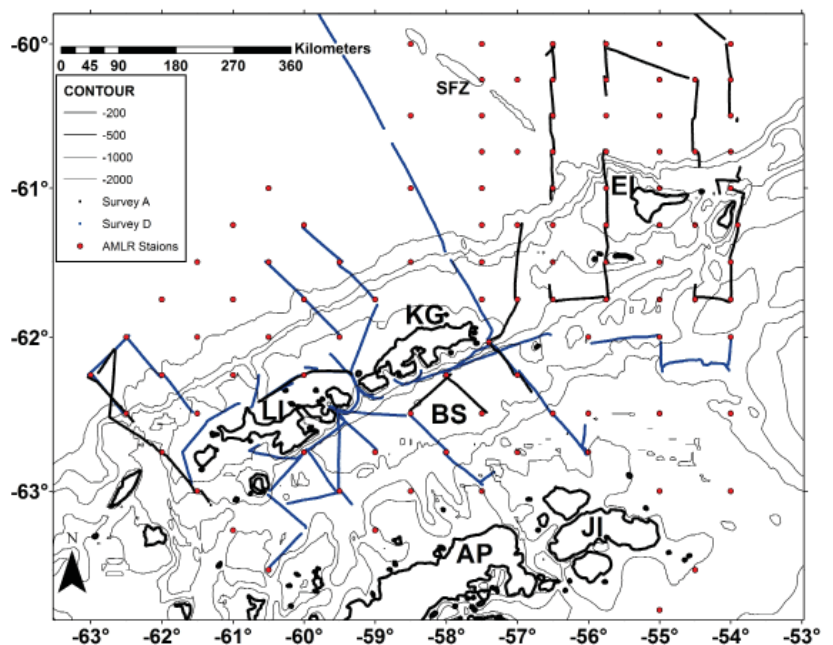 -60°
-61°
-62°
-63°
Kilometers
0 45 90 180 270 360
CONTOUR
-200
-500
-1000
-2000
Survey A
Survey D
AMLR Staions
SFZ
EI
KG
LI
BS
JI
AP
N
-63° -62° -61° -60° -59° -58° -57° -56° -55° -54° -53°